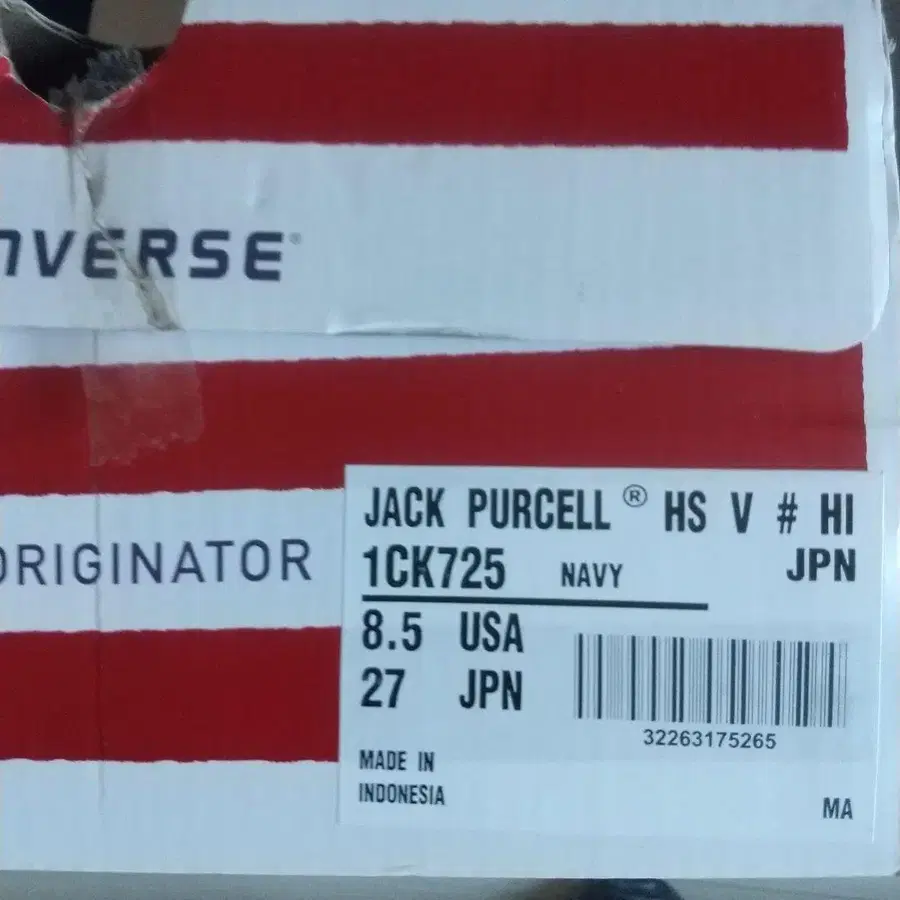 NVERSE®
ORIGINATOR
JACK PURCELL ® HS V # HI
1CK725 NAVY JPN
8.5 USA
27 JPN
32263175265
MADE IN
INDONESIA
MA